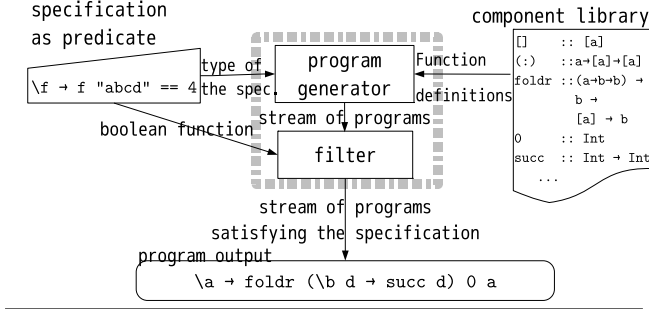 specification
as predicate
\f → f "abcd" == 4
type of
the spec.
boolean function
program
generator
Function
definitions
component library
[] :: [a]
(:) ::a→[a]→[a]
foldr ::(a→b→b) →
b →
[a] → b
0 :: Int
succ :: Int → Int
...
stream of programs
filter
stream of programs
satisfying the specification
program output
\a → foldr (\b d → succ d) 0 a